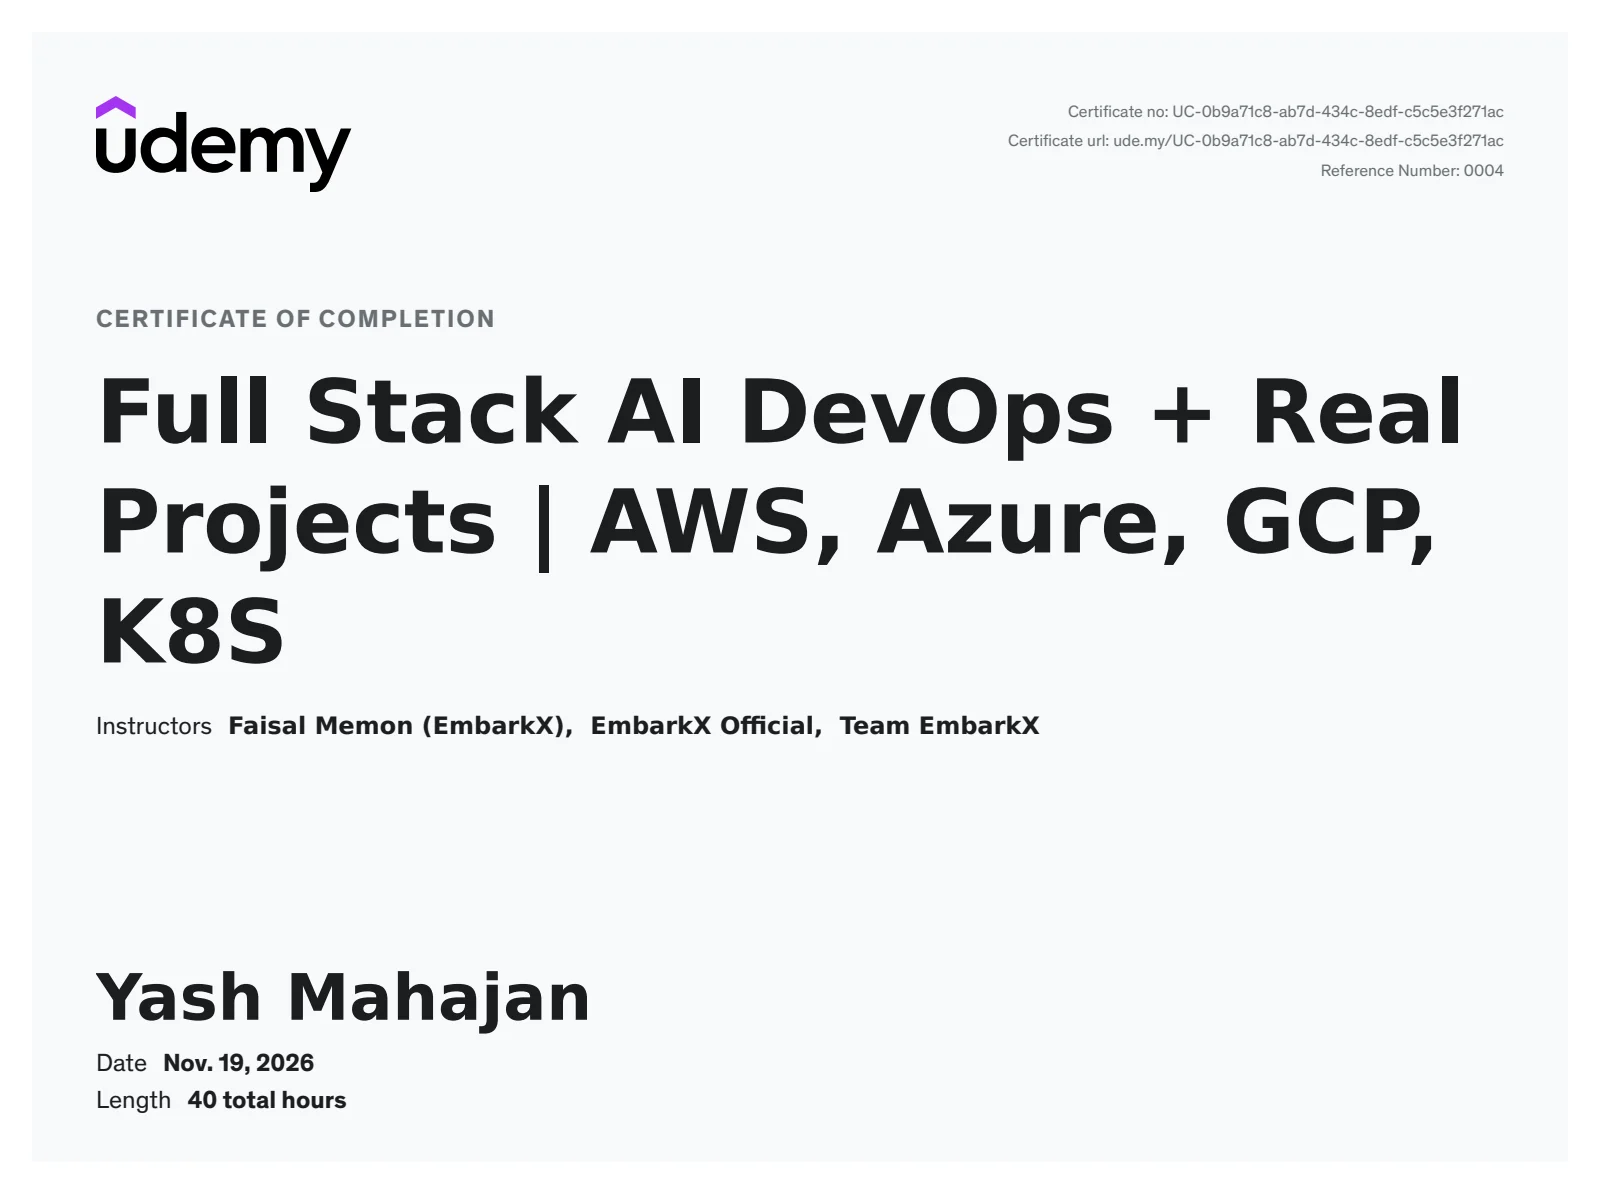 udemy
Certificate no: UC-0b9a71c8-ab7d-434c-8edf-c5c5e3f271ac
Certificate url: ude.my/UC-0b9a71c8-ab7d-434c-8edf-c5c5e3f271ac
Reference Number: 0004
CERTIFICATE OF COMPLETION
Full Stack AI DevOps + Real
Projects | AWS, Azure, GCP,
K8S
Instructors Faisal Memon (EmbarkX), EmbarkX Official, Team EmbarkX
Yash Mahajan
Date Nov. 19, 2026
Length 40 total hours